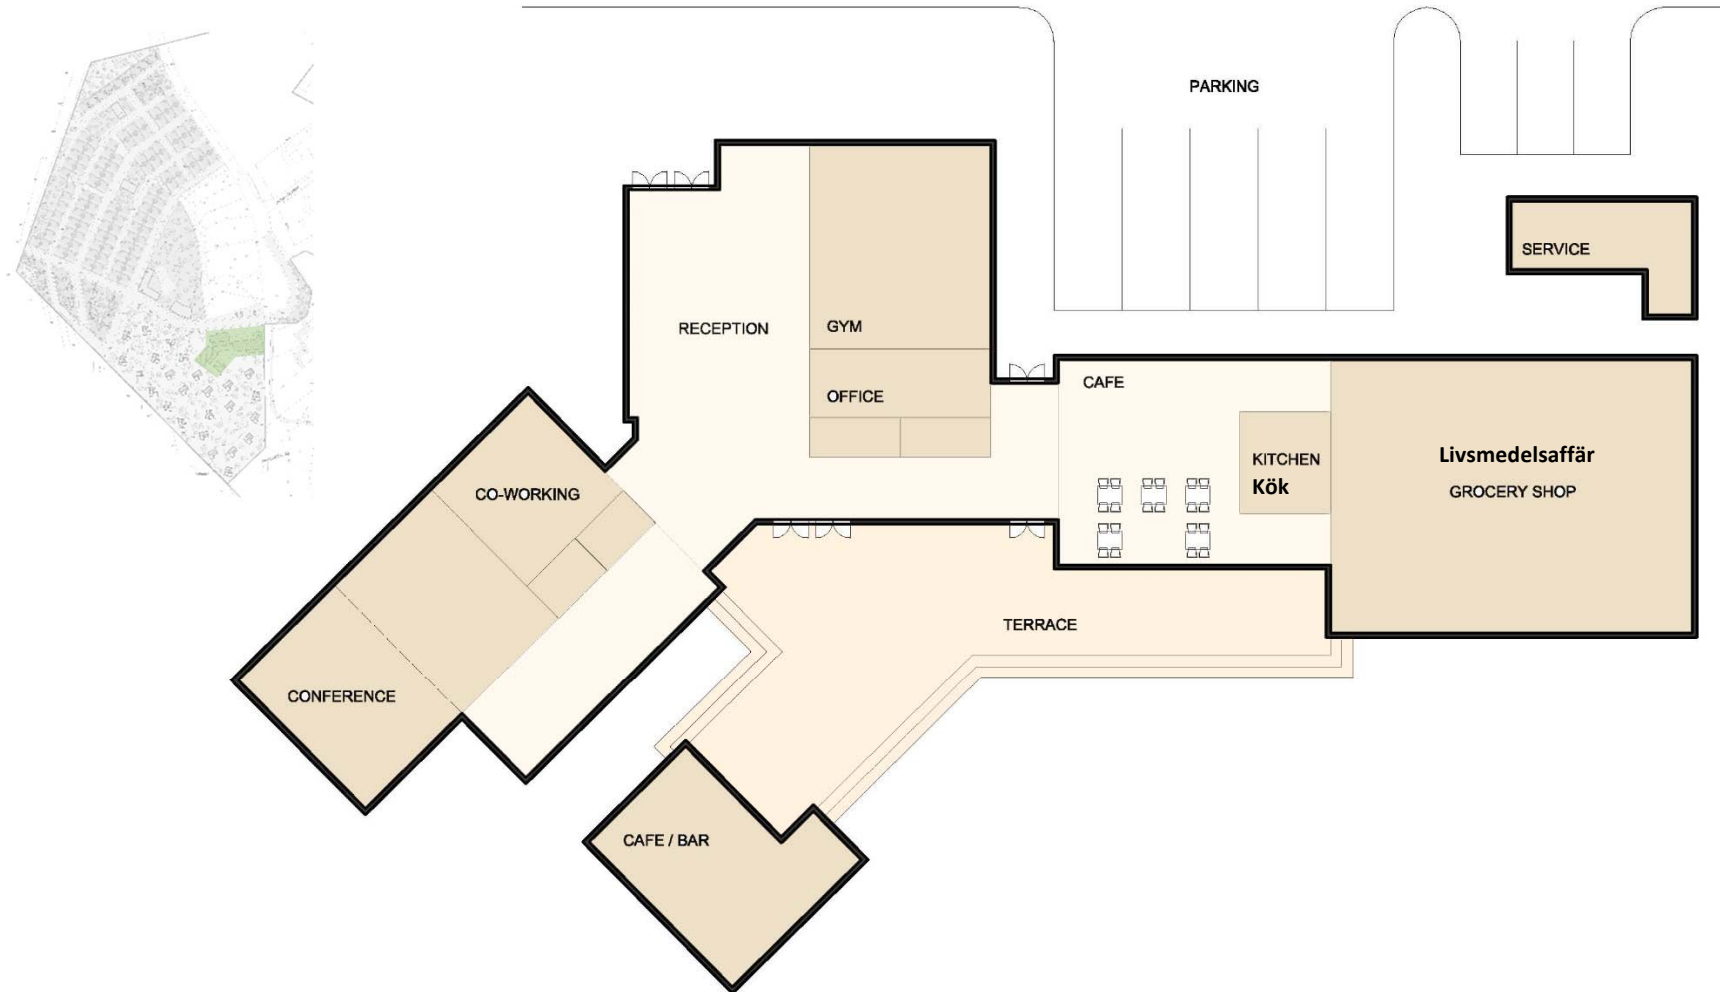 PARKING
SERVICE
RECEPTION
GYM
OFFICE
CAFE
KITCHEN
Kök
Livsmedelsaffär
GROCERY SHOP
CO-WORKING
TERRACE
CONFERENCE
CAFE / BAR